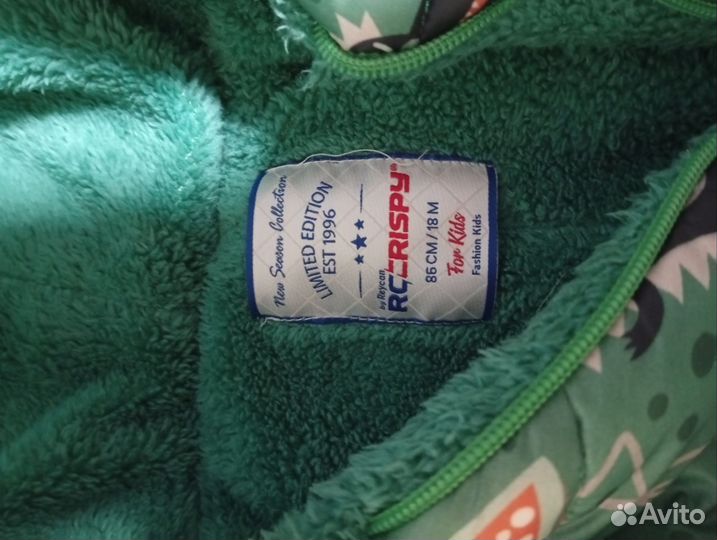 New Season Collection
LIMITED EDITION
EST 1996
by Reycan
RCCRISPY
86 CM / 18 M
For Kids
Fashion Kids
Avito